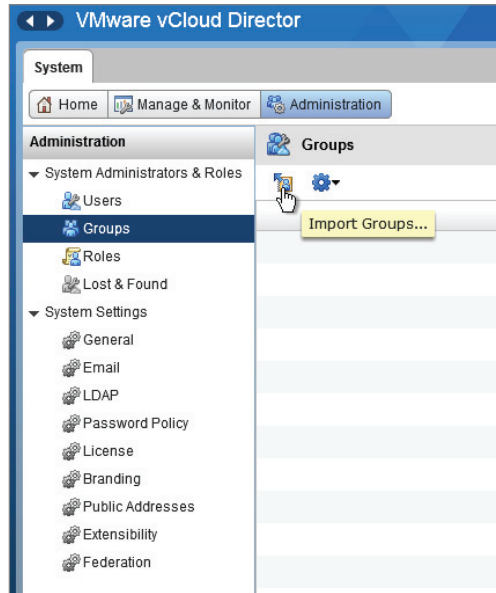 VMware vCloud Director
System
Home Manage & Monitor Administration
Administration
Groups
System Administrators & Roles
Users
Import Groups...
Groups
Roles
Lost & Found
System Settings
General
Email
LDAP
Password Policy
License
Branding
Public Addresses
Extensibility
Federation